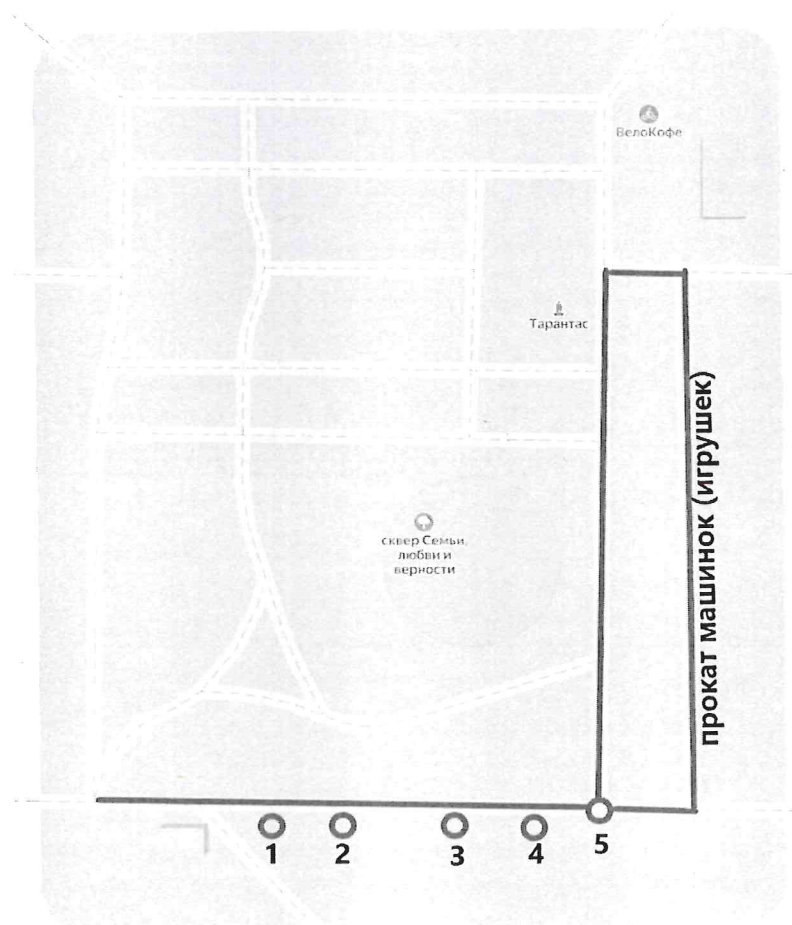 ВелоКофе
Тарантас
сквер Семьи,
любви и
верности
прокат машинок (игрушек)
1
2
3
4
5